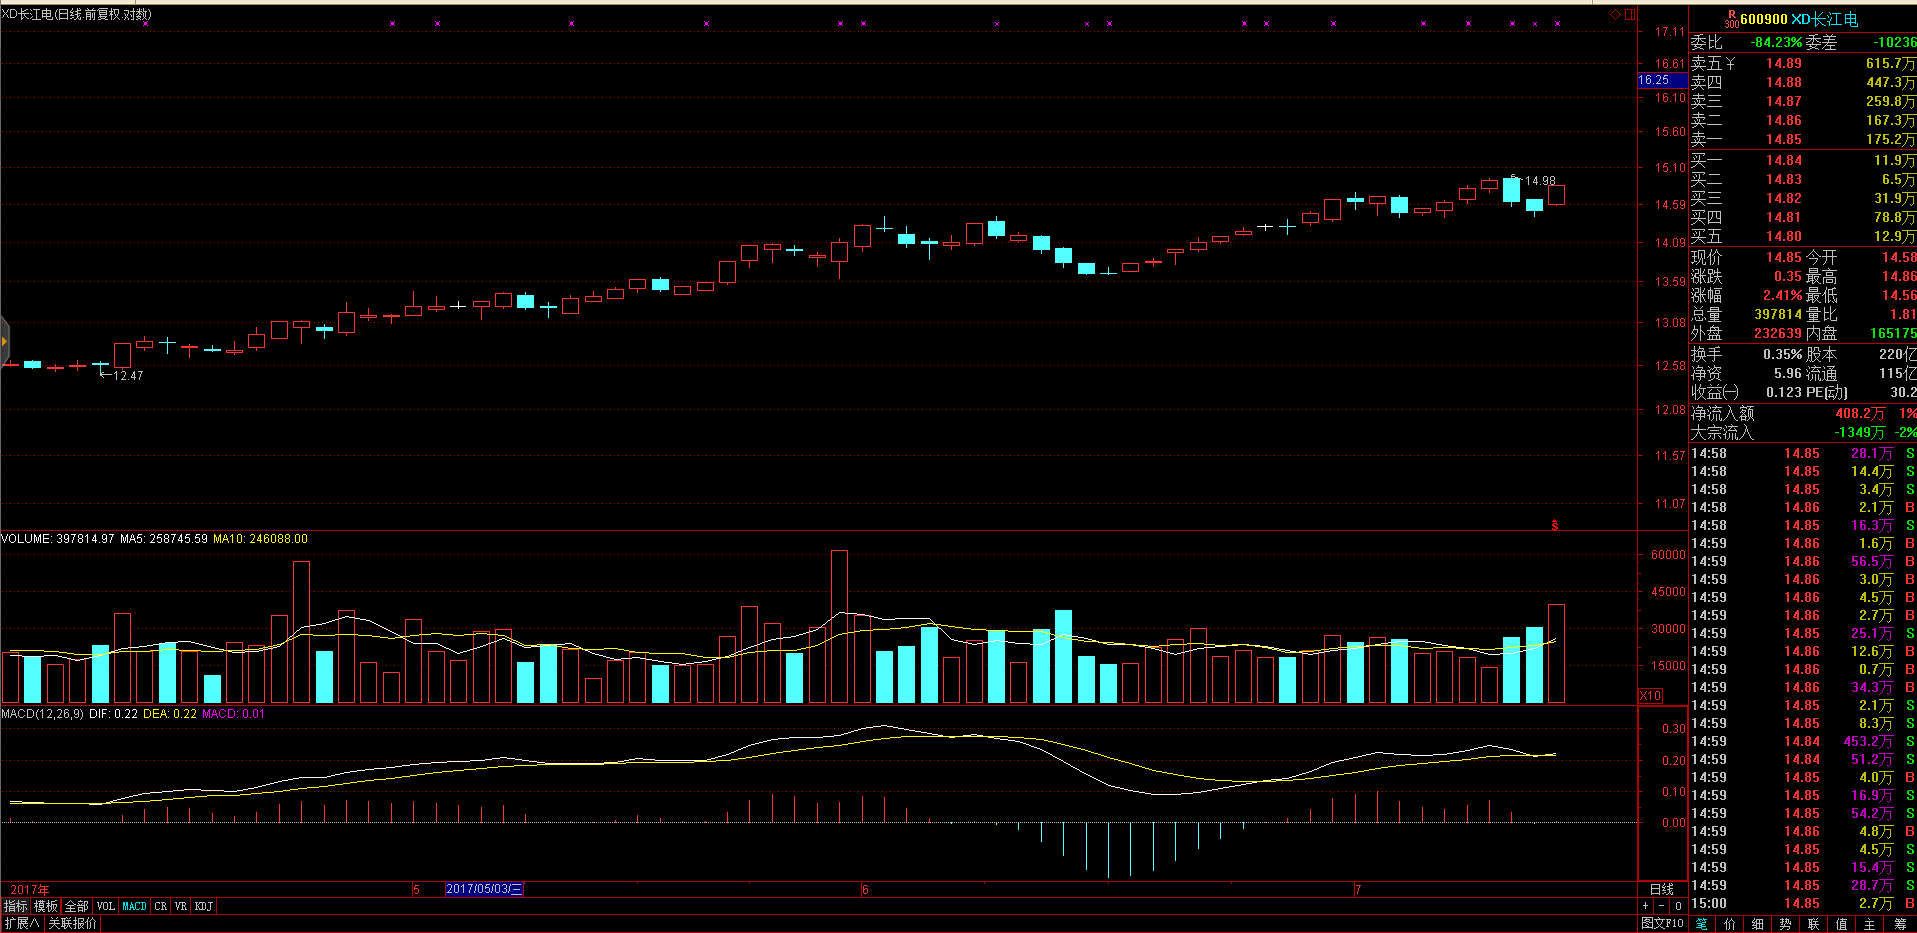 XD长江电(日线.前复权.对数)
17.11
16.61
16.25
16.10
15.60
15.10
14.59
14.09
13.59
13.08
12.58
12.08
11.57
11.07
14.98
12.47
VOLUME: 397814.97 MA5: 258745.59 MA10: 246088.00
60000
45000
30000
15000
X10
MACD(12,26,9) DIF: 0.22 DEA: 0.22 MACD: 0.01
0.30
0.20
0.10
0.00
2017年 5 2017/05/03/三 6 7 日线
指标 模板 全部 VOL MACD CR VR KDJ + - 0
扩展∧ 关联报价 图文F10
R 300 600900 XD长江电
委比 -84.23% 委差 -10236
卖五¥ 14.89 615.7万
卖四 14.88 447.3万
卖三 14.87 259.8万
卖二 14.86 167.3万
卖一 14.85 175.2万
买一 14.84 11.9万
买二 14.83 6.5万
买三 14.82 31.9万
买四 14.81 78.8万
买五 14.80 12.9万
现价 14.85 今开 14.58
涨跌 0.35 最高 14.86
涨幅 2.41% 最低 14.56
总量 397814 量比 1.81
外盘 232639 内盘 165175
换手 0.35% 股本 220亿
净资 5.96 流通 115亿
收益㈠ 0.123 PE(动) 30.2
净流入额 408.2万 1%
大宗流入 -1349万 -2%
14:58 14.85 28.1万 S
14:58 14.85 14.4万 S
14:58 14.85 3.4万 S
14:58 14.86 2.1万 B
14:58 14.85 16.3万 S
14:59 14.86 1.6万 B
14:59 14.86 56.5万 B
14:59 14.86 3.0万 B
14:59 14.86 4.5万 B
14:59 14.86 2.7万 B
14:59 14.85 25.1万 S
14:59 14.86 12.6万 B
14:59 14.86 0.7万 B
14:59 14.86 34.3万 B
14:59 14.85 2.1万 S
14:59 14.85 8.3万 S
14:59 14.84 453.2万 S
14:59 14.84 51.2万 S
14:59 14.85 4.0万 B
14:59 14.85 16.9万 S
14:59 14.85 54.2万 S
14:59 14.86 4.8万 B
14:59 14.85 4.5万 S
14:59 14.85 15.4万 S
14:59 14.85 28.7万 S
15:00 14.85 2.7万 B
笔 价 细 势 联 值 主 筹